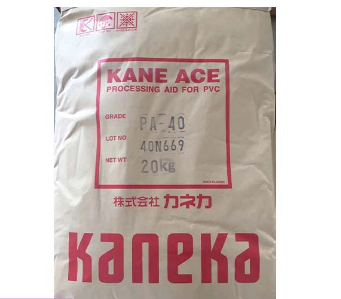 KANE ACE
PROCESSING AID FOR PVC
GRADE PA-40
LOT NO 40N669
NET WT 20kg
株式会社 カネカ
Kaneka